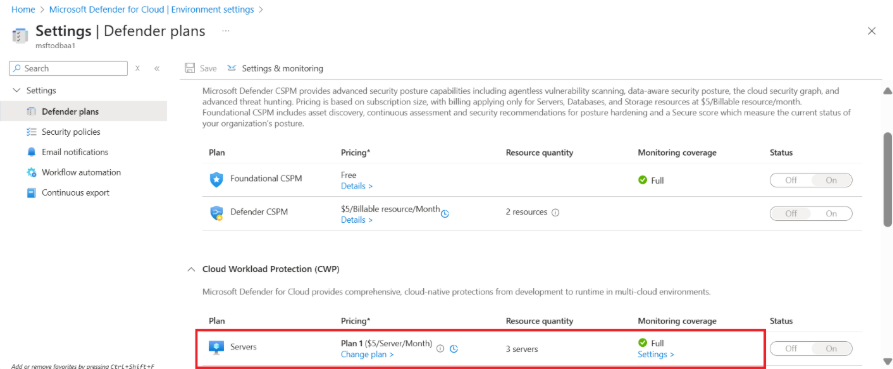 Home > Microsoft Defender for Cloud | Environment settings >
Settings | Defender plans ...
msftodbaa1
Search
Settings
Defender plans
Security policies
Email notifications
Workflow automation
Continuous export
Add or remove favorites by pressing Ctrl+Shift+F
Save Settings & monitoring
Microsoft Defender CSPM provides advanced security posture capabilities including agentless vulnerability scanning, data-aware security posture, the cloud security graph, and
advanced threat hunting. Pricing is based on subscription size, with billing applying only for Servers, Databases, and Storage resources at $5/Billable resource/month.
Foundational CSPM includes asset discovery, continuous assessment and security recommendations for posture hardening and a Secure score which measure the current status of
your organization's posture.
Plan Pricing* Resource quantity Monitoring coverage Status
Foundational CSPM Free Full Off On
Details >
Defender CSPM $5/Billable resource/Month 2 resources Off On
Details >
Cloud Workload Protection (CWP)
Microsoft Defender for Cloud provides comprehensive, cloud-native protections from development to runtime in multi-cloud environments.
Plan Pricing* Resource quantity Monitoring coverage Status
Servers Plan 1 ($5/Server/Month) 3 servers Full Off On
Change plan > Settings >